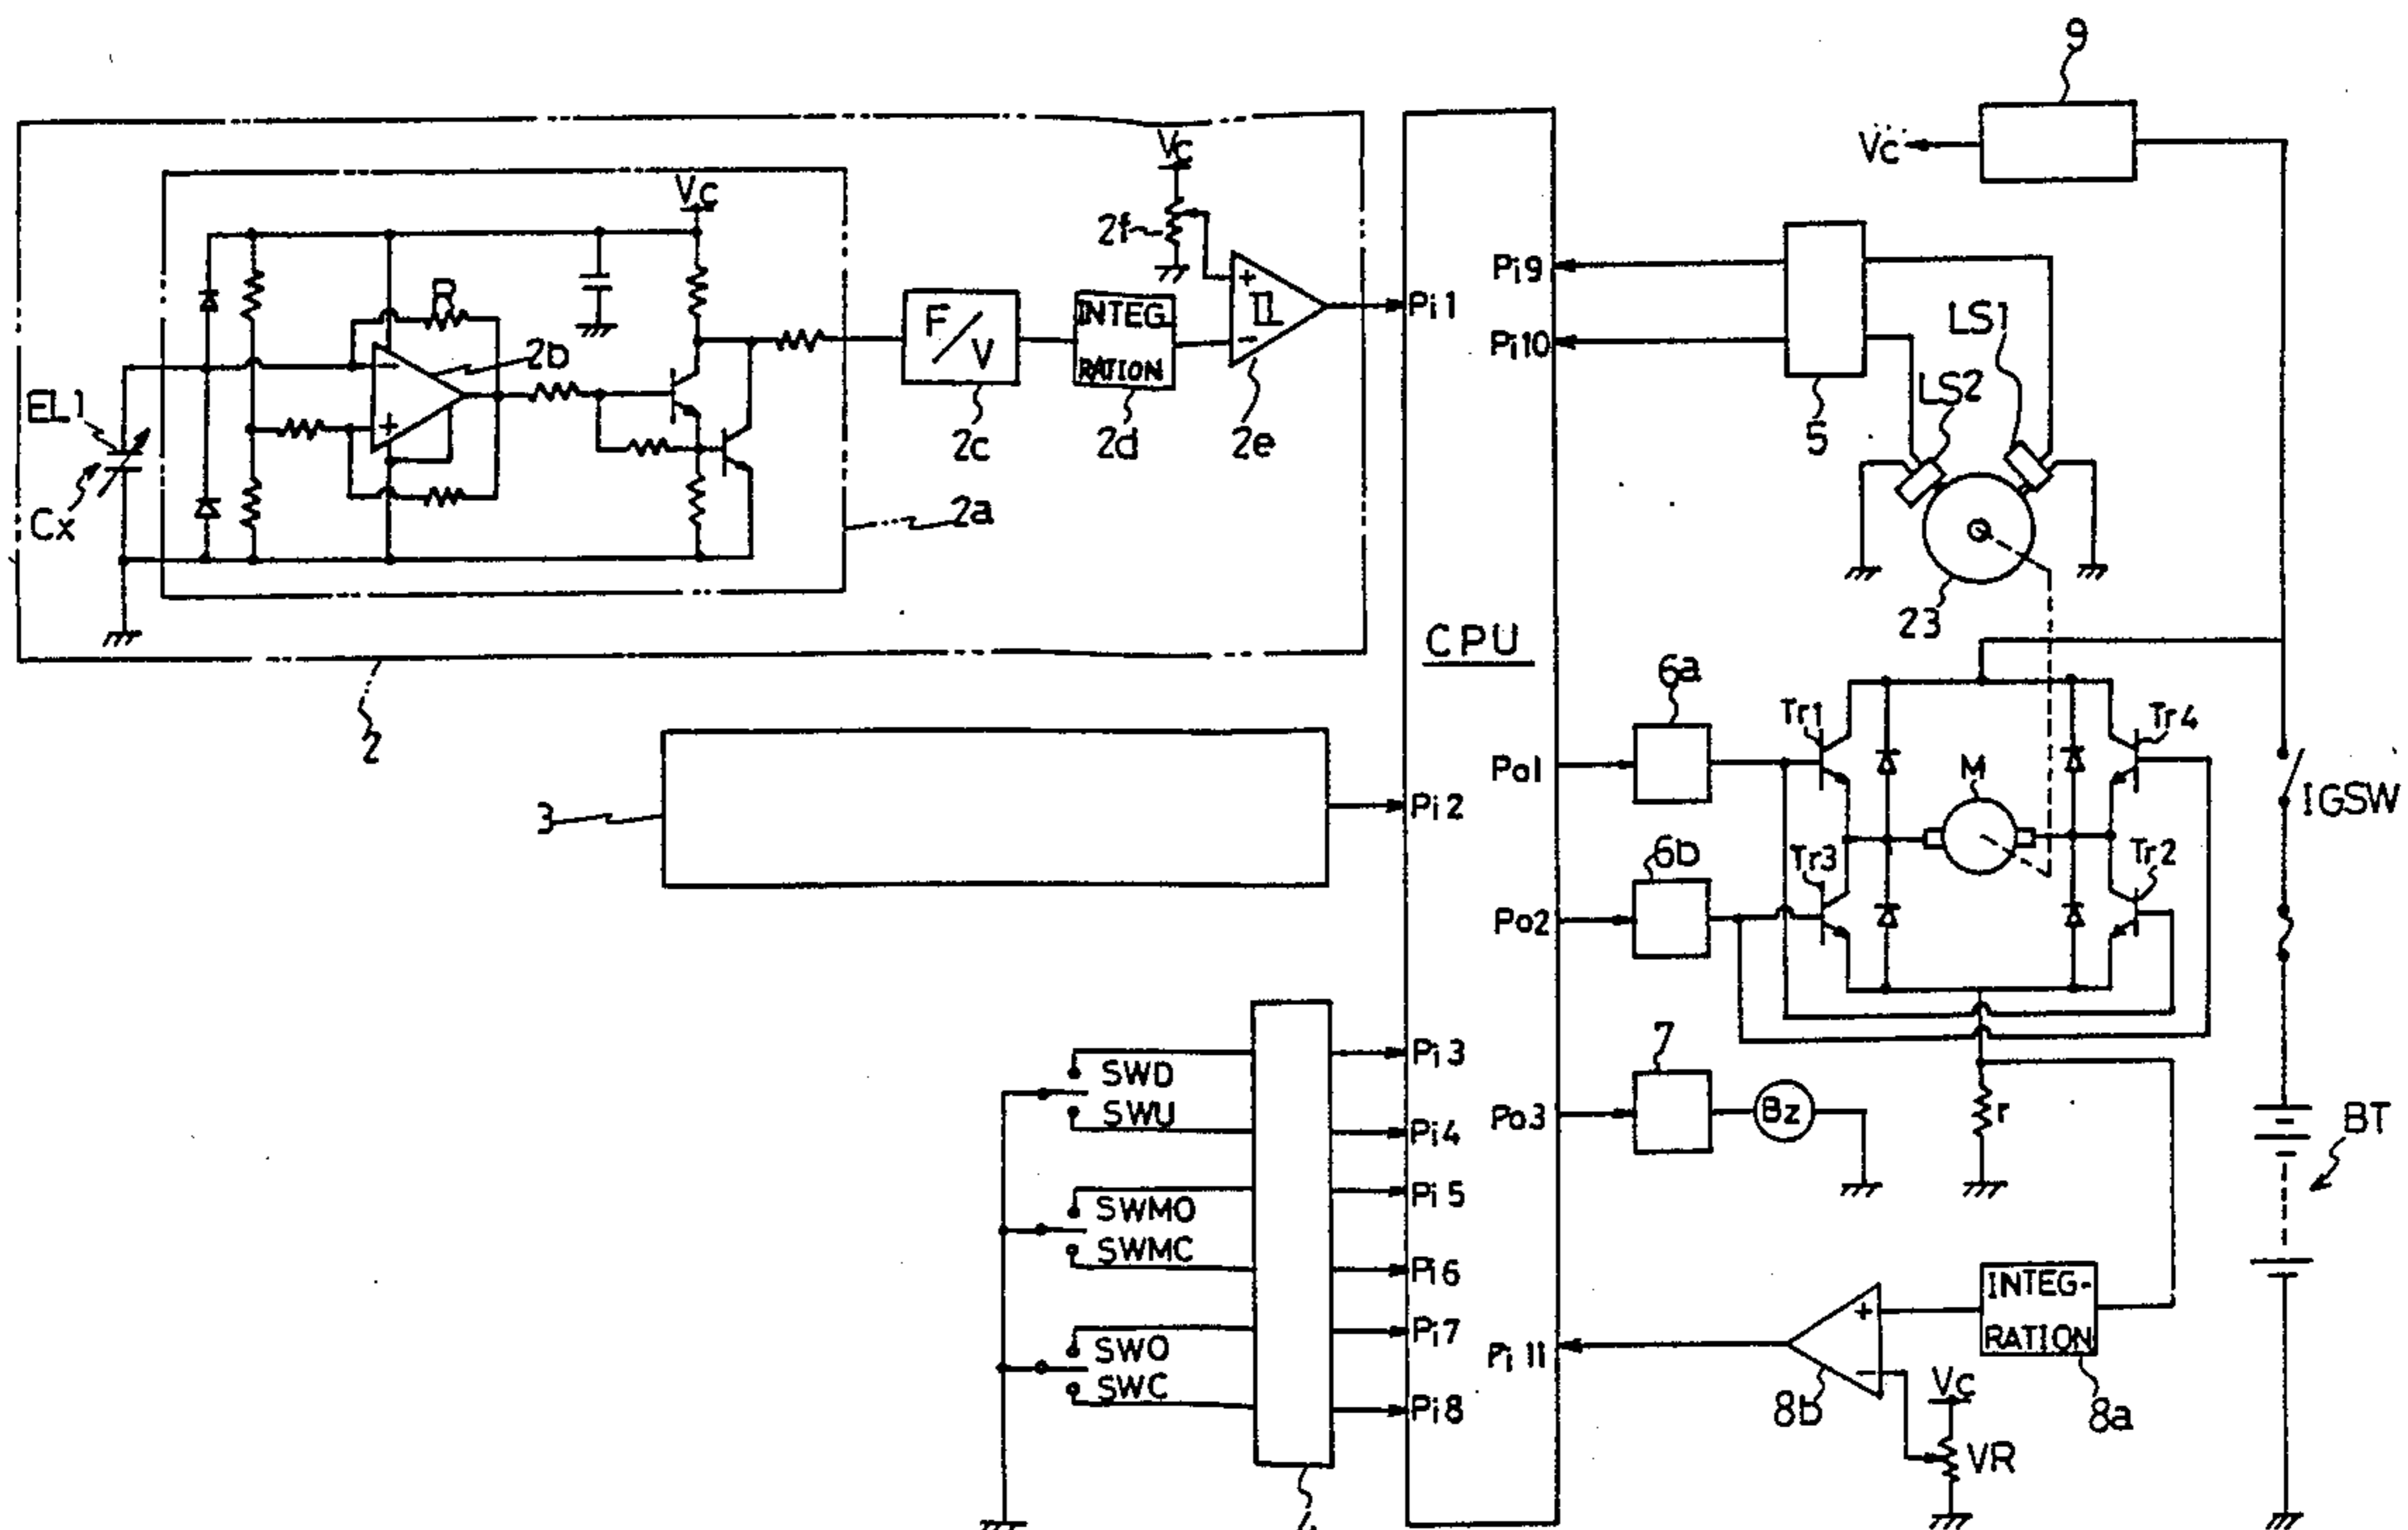 9
Vc
Vc
Vc
2f
Pi9
Pi1
Pi10
R
2b
F/V
INTEG
RATION
+
−
LS1
LS2
EL1
−
+
2c
2d
2e
5
Cx
2a
23
CPU
6a
2
Tr1
Tr4
Po1
M
IGSW
3
Pi2
6b
Tr3
Tr2
Po2
7
Pi3
SWD
SWU
Pi4
Po3
Bz
r
BT
Pi5
SWMO
SWMC
Pi6
INTEG-
RATION
+
−
Pi7
SWO
SWC
Pi11
Pi8
8b
Vc
8a
VR
4